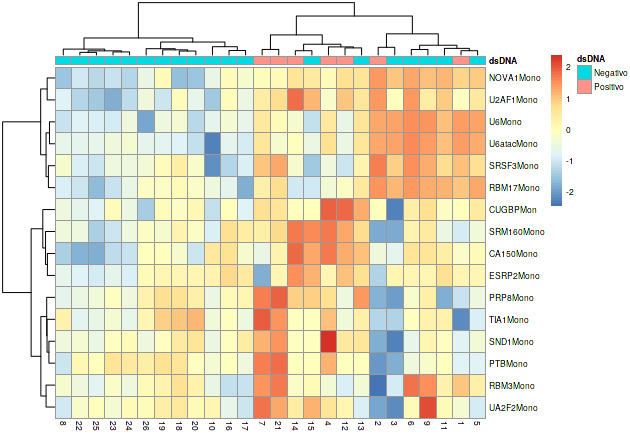 dsDNA
NOVA1Mono
U2AF1Mono
U6Mono
U6atacMono
SRSF3Mono
RBM17Mono
CUGBPMon
SRM160Mono
CA150Mono
ESRP2Mono
PRP8Mono
TIA1Mono
SND1Mono
PTBMono
RBM3Mono
UA2F2Mono
8 22 25 23 24 26 19 18 20 10 16 17 7 21 14 15 4 12 13 2 3 6 9 11 1 5
2
1
0
-1
-2
dsDNA
Negativo
Positivo